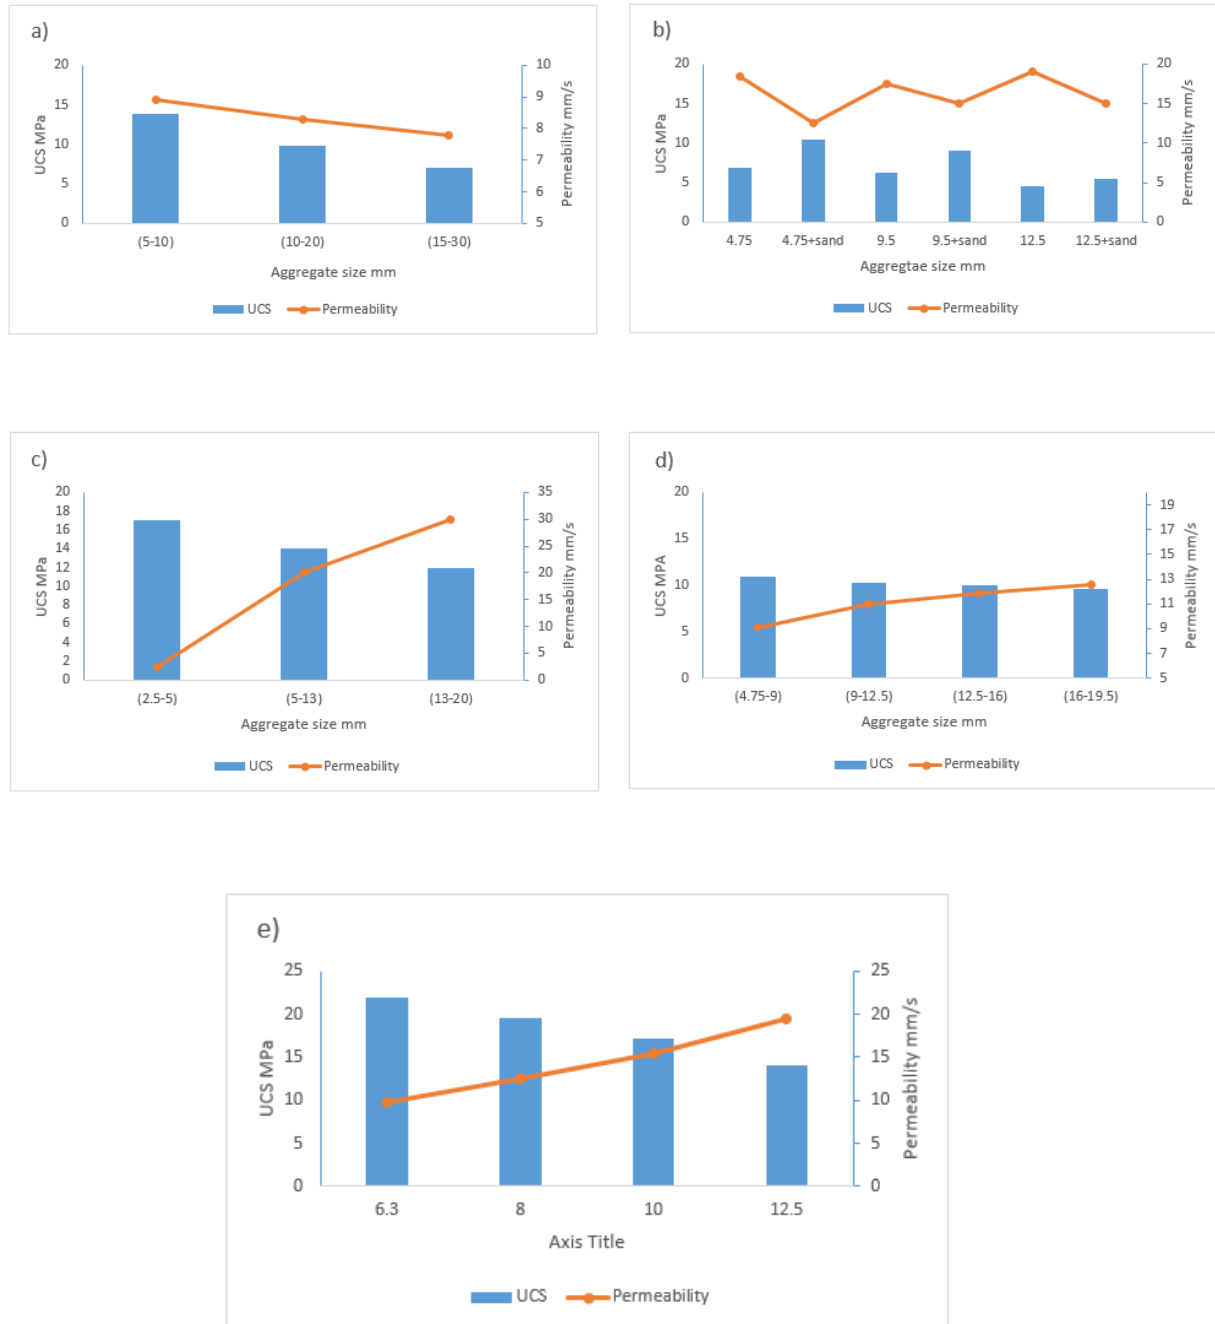 a)
20
15
10
5
0
UCS MPa
10
9
8
7
6
5
Permeability mm/s
(5-10) (10-20) (15-30)
Aggregate size mm
UCS Permeability
b)
20
15
10
5
0
UCS MPa
20
15
10
5
0
Permeability mm/s
4.75 4.75+sand 9.5 9.5+sand 12.5 12.5+sand
Aggregtae size mm
UCS Permeability
c)
20
18
16
14
12
10
8
6
4
2
0
UCS MPa
35
30
25
20
15
10
5
0
Permeability mm/s
(2.5-5) (5-13) (13-20)
Aggregate size mm
UCS Permeability
d)
20
15
10
5
0
UCS MPA
19
17
15
13
11
9
7
5
Permeability mm/s
(4.75-9) (9-12.5) (12.5-16) (16-19.5)
Aggregate size mm
UCS Permeability
e)
25
20
15
10
5
0
UCS MPa
25
20
15
10
5
0
Permeability mm/s
6.3 8 10 12.5
Axis Title
UCS Permeability